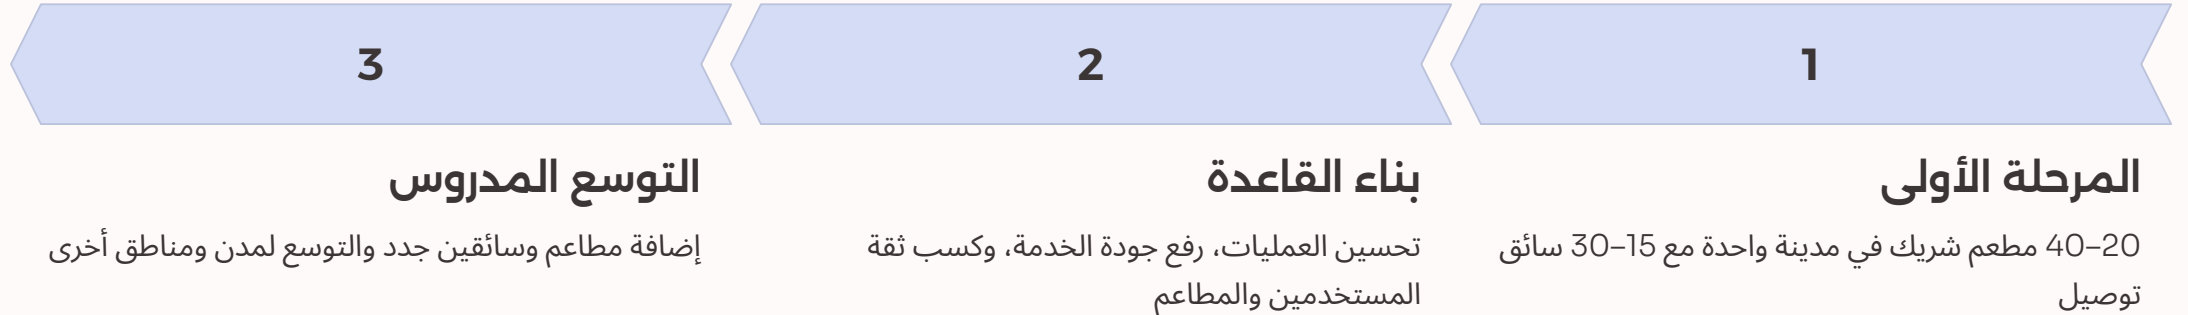 1
المرحلة الأولى
20–40 مطعم شريك في مدينة واحدة مع 15–30 سائق
توصيل
2
بناء القاعدة
تحسين العمليات، رفع جودة الخدمة، وكسب ثقة
المستخدمين والمطاعم
3
التوسع المدروس
إضافة مطاعم وسائقين جدد والتوسع لمدن ومناطق أخرى